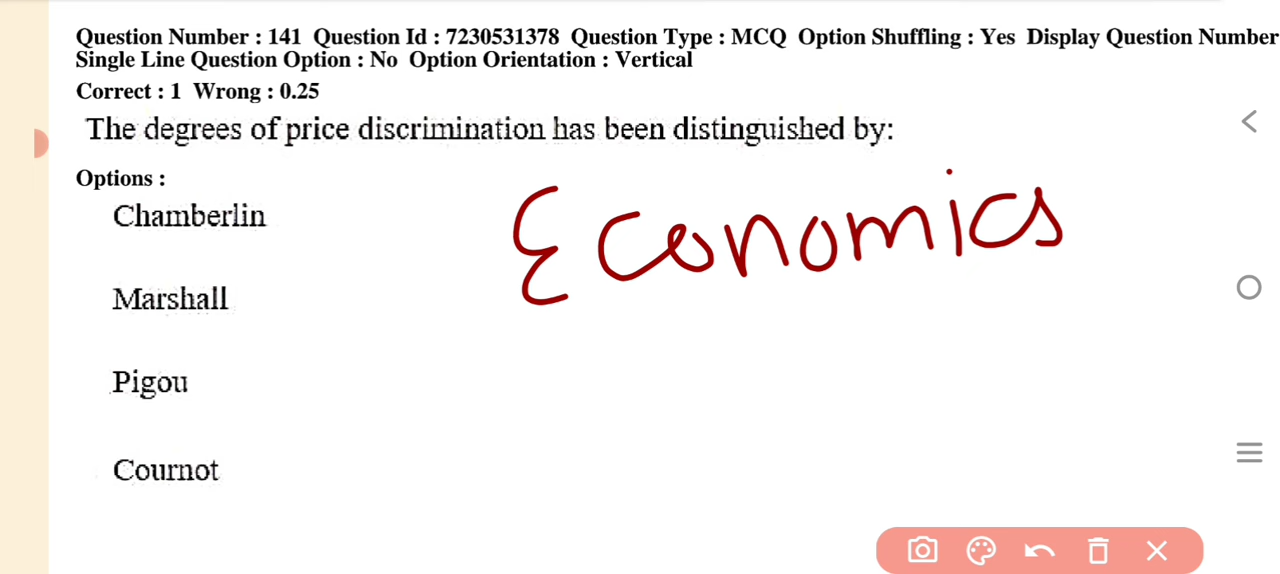 Question Number : 141 Question Id : 7230531378 Question Type : MCQ Option Shuffling : Yes Display Question Number
Single Line Question Option : No Option Orientation : Vertical
Correct : 1 Wrong : 0.25
The degrees of price discrimination has been distinguished by:
Options :
Chamberlin
Economics
Marshall
Pigou
Cournot